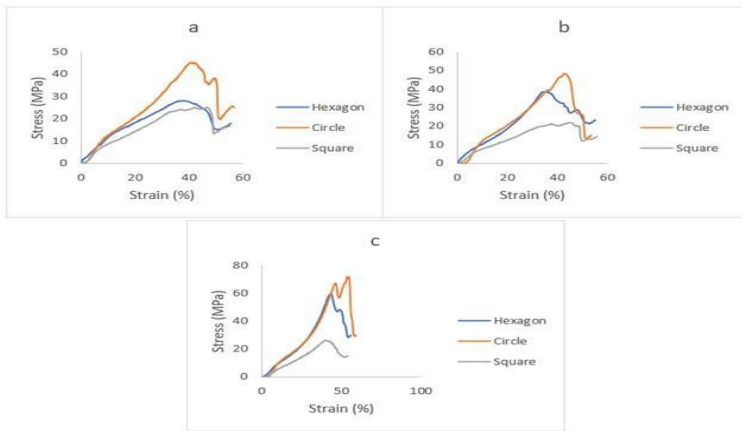 a
50
40
30
20
10
0
0 20 40 60
Stress (MPa)
Strain (%)
Hexagon
Circle
Square
b
60
50
40
30
20
10
0
0 20 40 60
Stress (MPa)
Strain (%)
Hexagon
Circle
Square
c
80
60
40
20
0
0 50 100
Stress (MPa)
Strain (%)
Hexagon
Circle
Square